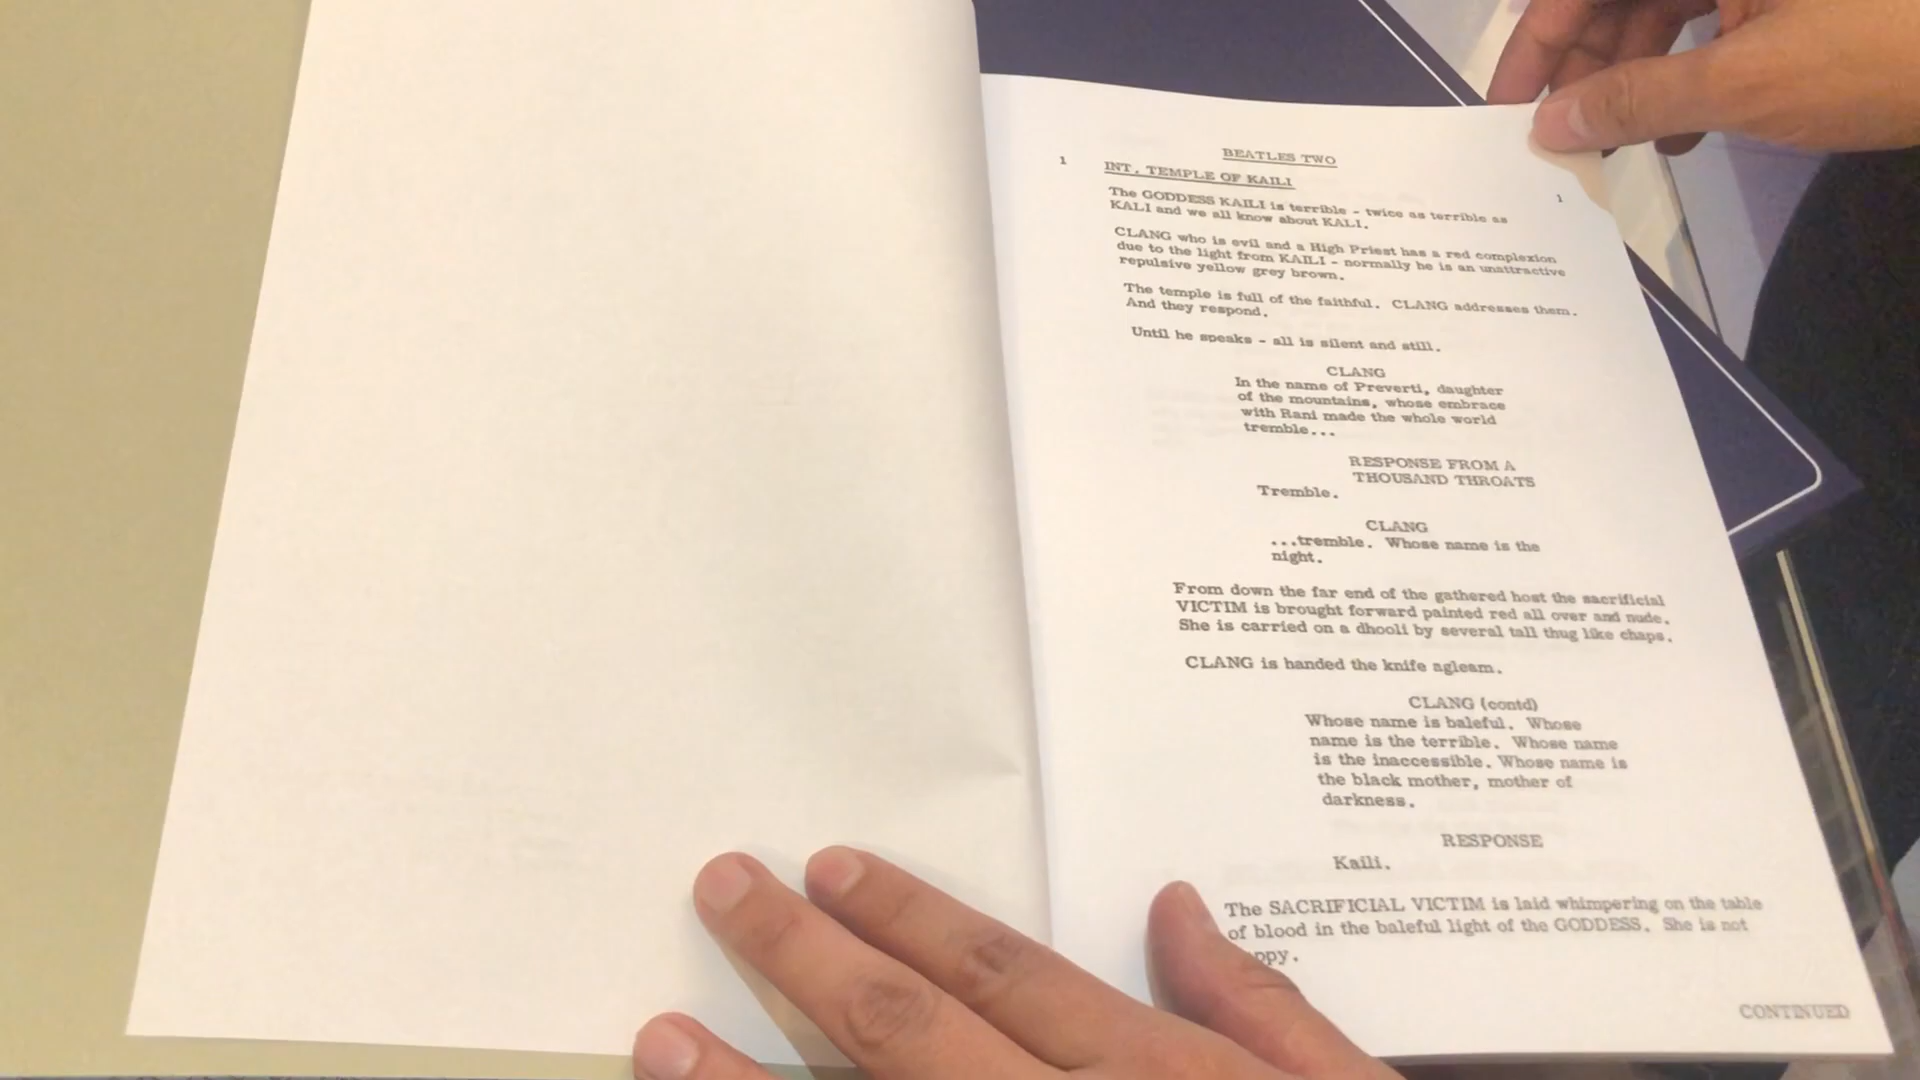 BEATLES TWO
1 INT. TEMPLE OF KAILI 1
The GODDESS KAILI is terrible - twice as terrible as
KALI and we all know about KALI.
CLANG who is evil and a High Priest has a red complexion
due to the light from KAILI - normally he is an unattractive
repulsive yellow grey brown.
The temple is full of the faithful. CLANG addresses them.
And they respond.
Until he speaks - all is silent and still.
CLANG
In the name of Preverti, daughter
of the mountains, whose embrace
with Rani made the whole world
tremble...
RESPONSE FROM A
THOUSAND THROATS
Tremble.
CLANG
...tremble. Whose name is the
night.
From down the far end of the gathered host the sacrificial
VICTIM is brought forward painted red all over and nude.
She is carried on a dhooli by several tall thug like chaps.
CLANG is handed the knife agleam.
CLANG (contd)
Whose name is baleful. Whose
name is the terrible. Whose name
is the inaccessible. Whose name is
the black mother, mother of
darkness.
RESPONSE
Kaili.
The SACRIFICIAL VICTIM is laid whimpering on the table
of blood in the baleful light of the GODDESS. She is not
CONTINUED